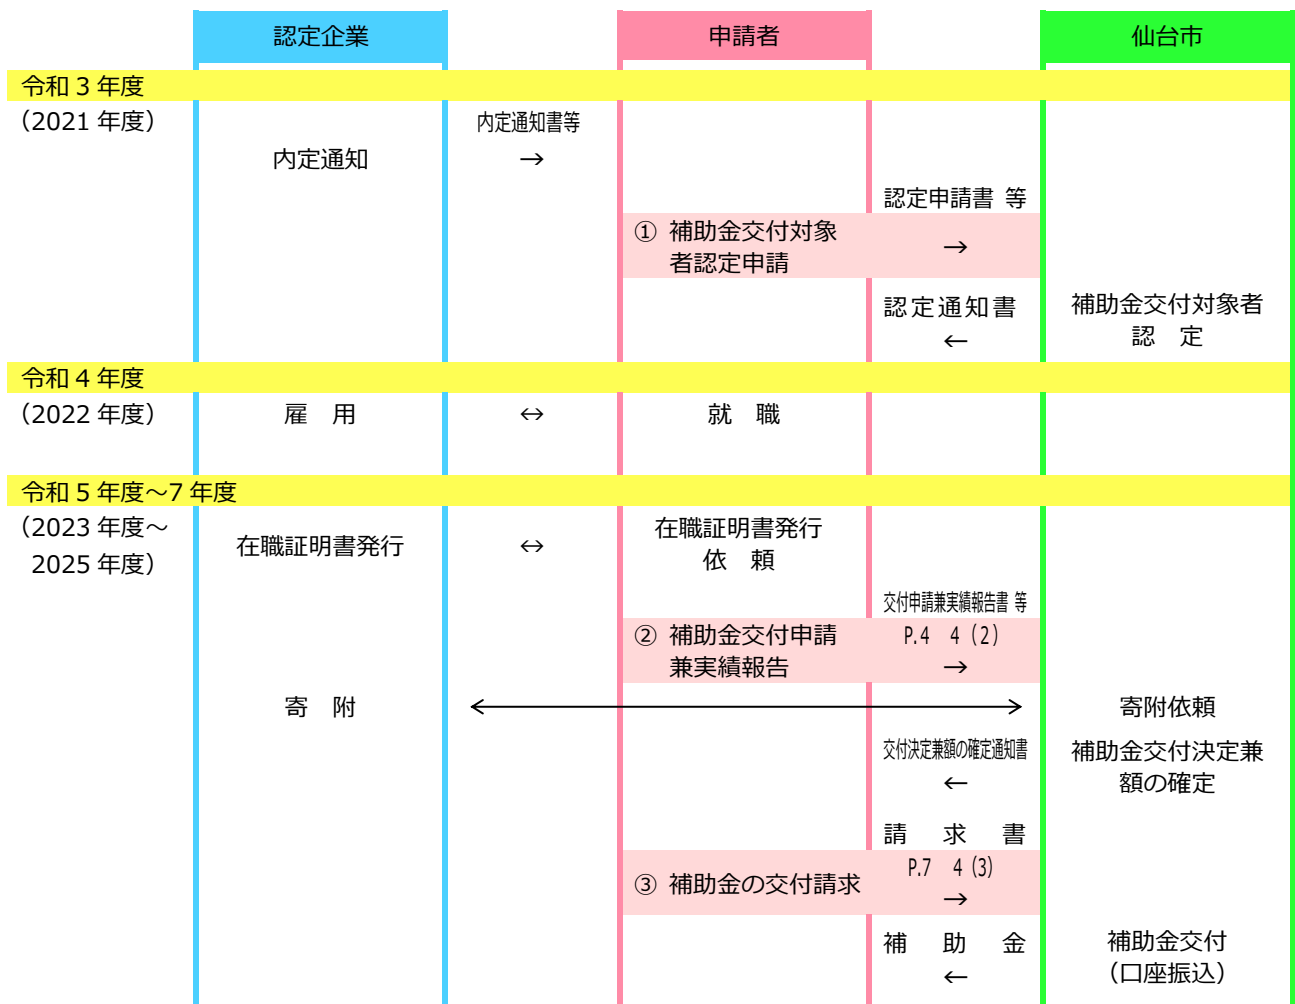 認定企業
申請者
仙台市
令和 3 年度
（2021 年度）
内定通知書等
内定通知
→
認定申請書 等
① 補助金交付対象
者認定申請
→
認定通知書
←
補助金交付対象者
認　定
令和 4 年度
（2022 年度）
雇　用
↔
就　職
令和 5 年度～7 年度
（2023 年度～
2025 年度）
在職証明書発行
↔
在職証明書発行
依　頼
交付申請兼実績報告書 等
② 補助金交付申請
兼実績報告
P.4　4（2）
→
寄　附
寄附依頼
交付決定兼額の確定通知書
←
補助金交付決定兼
額の確定
請　求　書
③ 補助金の交付請求
P.7　4（3）
→
補　助　金
←
補助金交付
（口座振込）